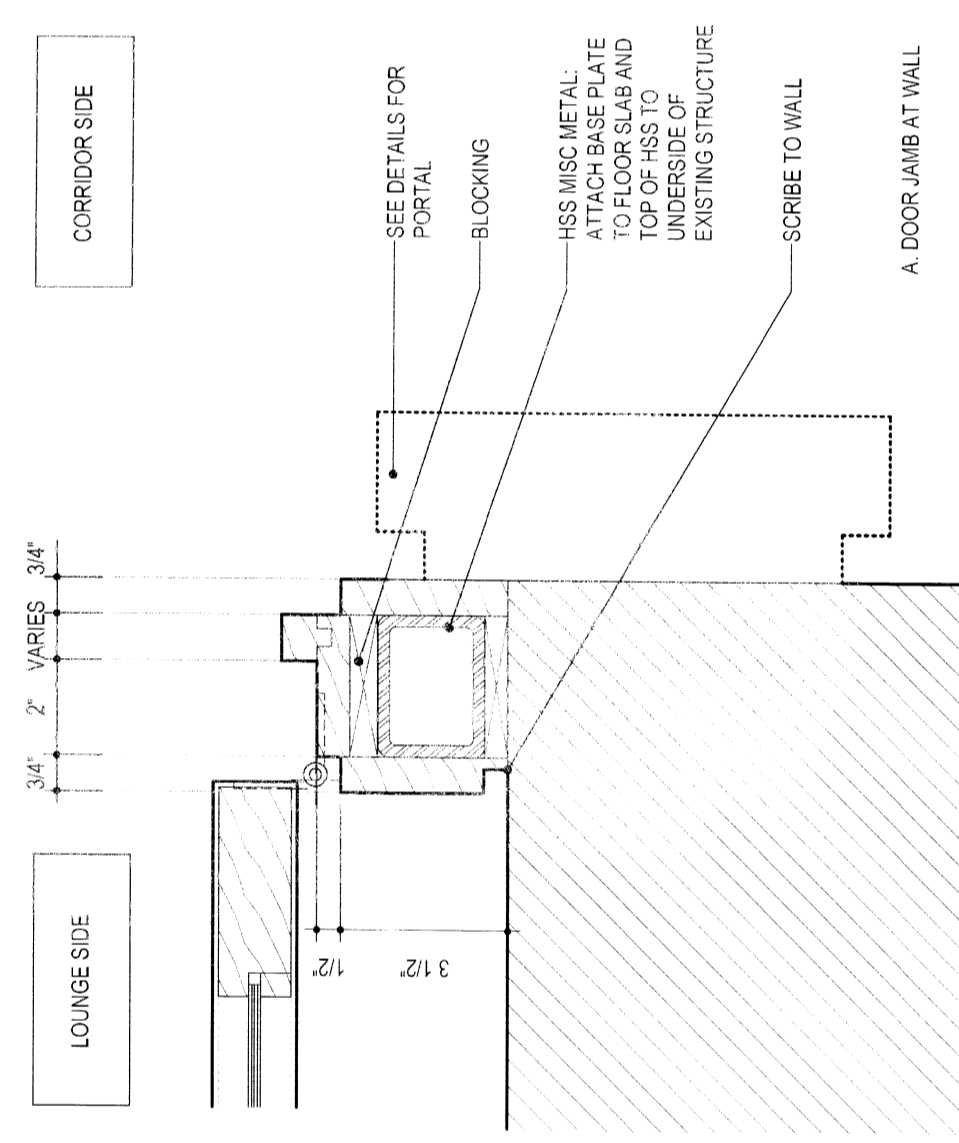 CORRIDOR SIDE
SEE DETAILS FOR
PORTAL
BLOCKING
HSS MISC METAL:
ATTACH BASE PLATE
TO FLOOR SLAB AND
TOP OF HSS TO
UNDERSIDE OF
EXISTING STRUCTURE
SCRIBE TO WALL
A. DOOR JAMB AT WALL
3/4"
2"
VARIES
3/4"
LOUNGE SIDE
1/2"
3 1/2"